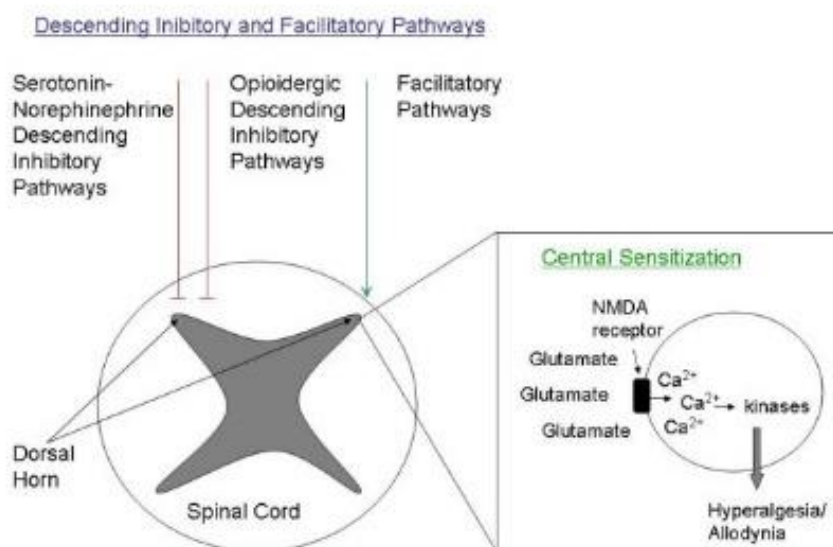 Descending Inibitory and Facilitatory Pathways
Serotonin-
Norephinephrine
Descending
Inhibitory
Pathways
Opioidergic
Descending
Inhibitory
Pathways
Facilitatory
Pathways
Central Sensitization
NMDA
receptor
Glutamate
Glutamate
Glutamate
Ca²⁺
Ca²⁺
Ca²⁺
kinases
Hyperalgesia/
Allodynia
Dorsal
Horn
Spinal Cord